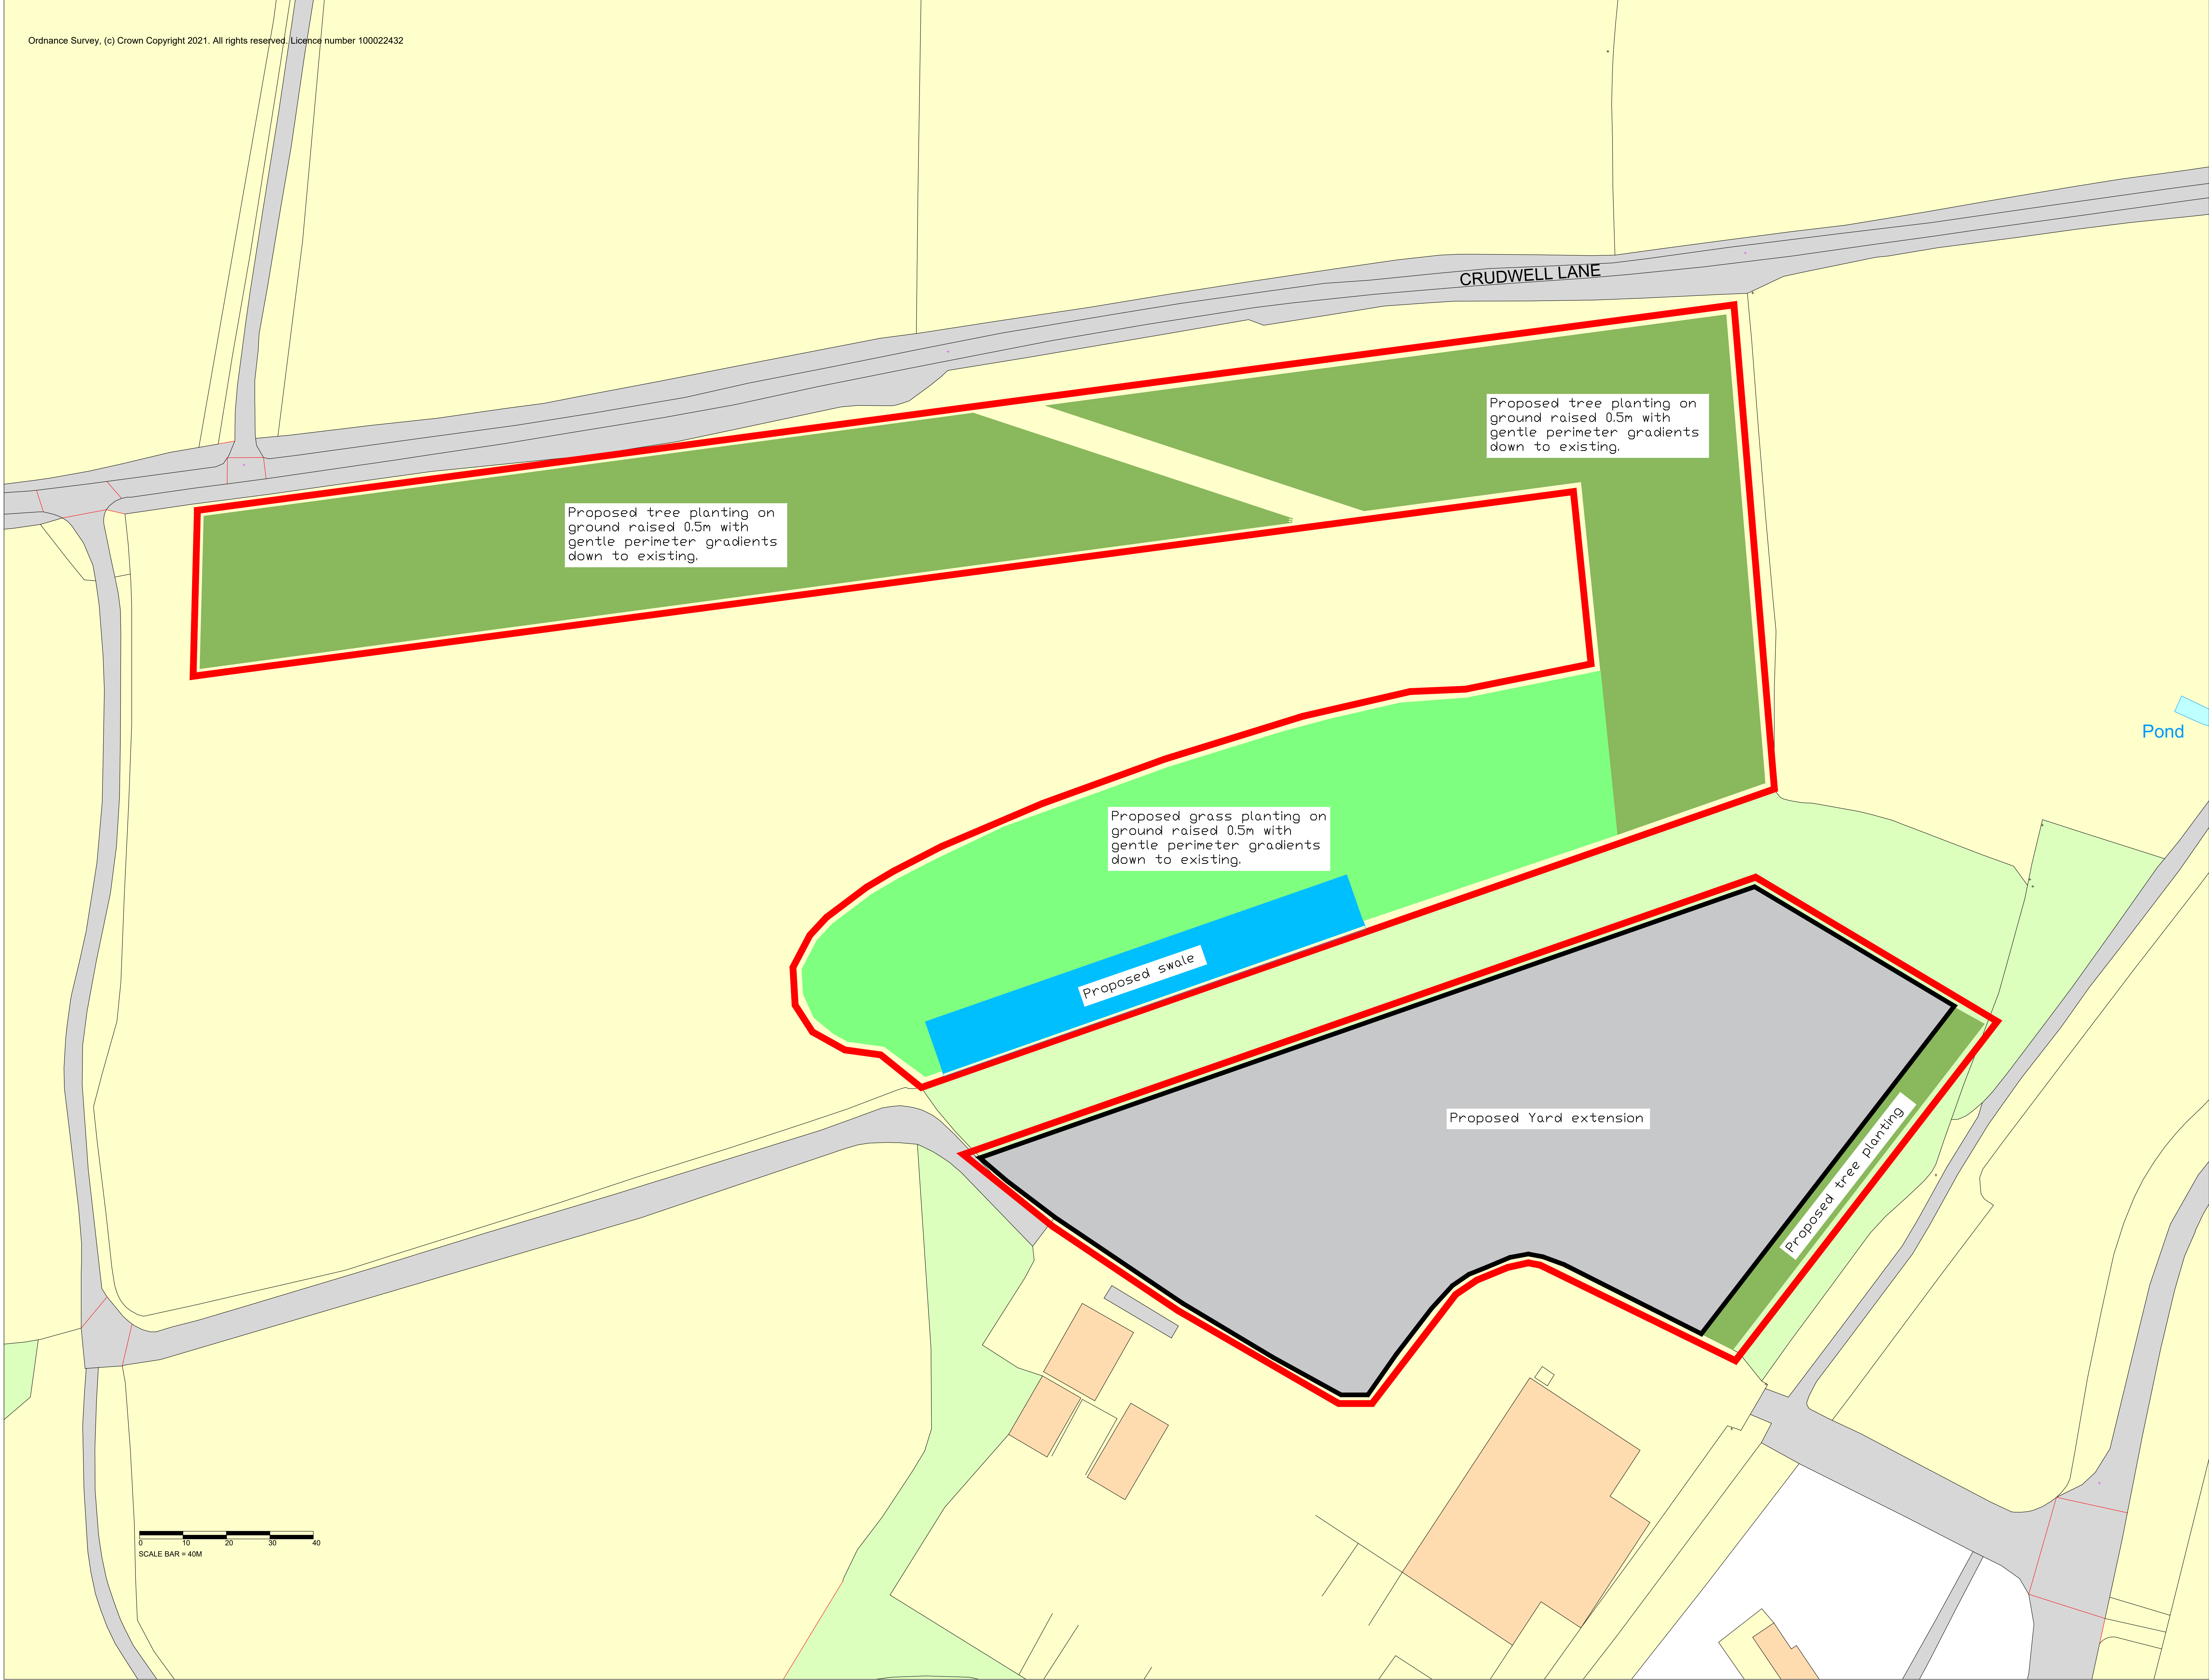 Ordnance Survey, (c) Crown Copyright 2021. All rights reserved. Licence number 100022432
CRUDWELL LANE
Proposed tree planting on
ground raised 0.5m with
gentle perimeter gradients
down to existing.
Proposed tree planting on
ground raised 0.5m with
gentle perimeter gradients
down to existing.
Pond
Proposed grass planting on
ground raised 0.5m with
gentle perimeter gradients
down to existing.
Proposed swale
Proposed Yard extension
Proposed tree planting
0 10 20 30 40
SCALE BAR = 40M